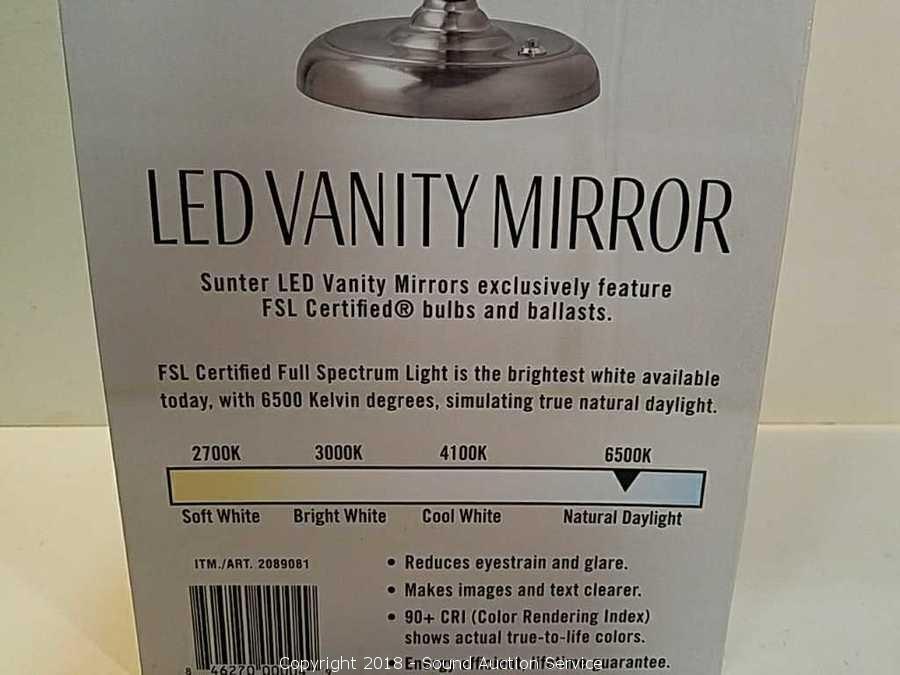 LED VANITY MIRROR
Sunter LED Vanity Mirrors exclusively feature
FSL Certified® bulbs and ballasts.
FSL Certified Full Spectrum Light is the brightest white available
today, with 6500 Kelvin degrees, simulating true natural daylight.
2700K 3000K 4100K 6500K
Soft White Bright White Cool White Natural Daylight
ITM./ART. 2089081
• Reduces eyestrain and glare.
• Makes images and text clearer.
• 90+ CRI (Color Rendering Index)
shows actual true-to-life colors.
guarantee.
8 46270 00004
Copyright 2018 - Sound Auction Service